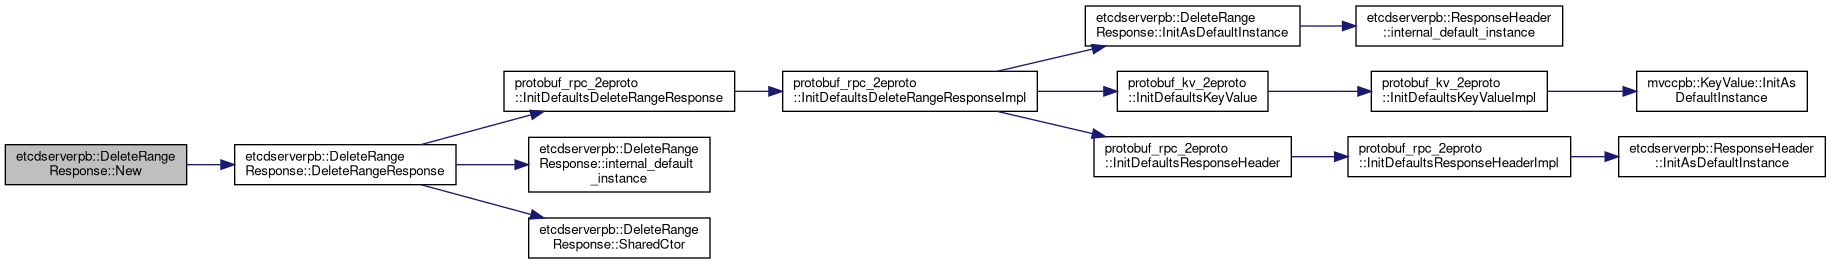 etcdserverpb::DeleteRange
Response::New
etcdserverpb::DeleteRange
Response::DeleteRangeResponse
protobuf_rpc_2eproto
::InitDefaultsDeleteRangeResponse
etcdserverpb::DeleteRange
Response::internal_default
_instance
etcdserverpb::DeleteRange
Response::SharedCtor
protobuf_rpc_2eproto
::InitDefaultsDeleteRangeResponseImpl
etcdserverpb::DeleteRange
Response::InitAsDefaultInstance
protobuf_kv_2eproto
::InitDefaultsKeyValue
protobuf_rpc_2eproto
::InitDefaultsResponseHeader
etcdserverpb::ResponseHeader
::internal_default_instance
protobuf_kv_2eproto
::InitDefaultsKeyValueImpl
protobuf_rpc_2eproto
::InitDefaultsResponseHeaderImpl
mvccpb::KeyValue::InitAs
DefaultInstance
etcdserverpb::ResponseHeader
::InitAsDefaultInstance